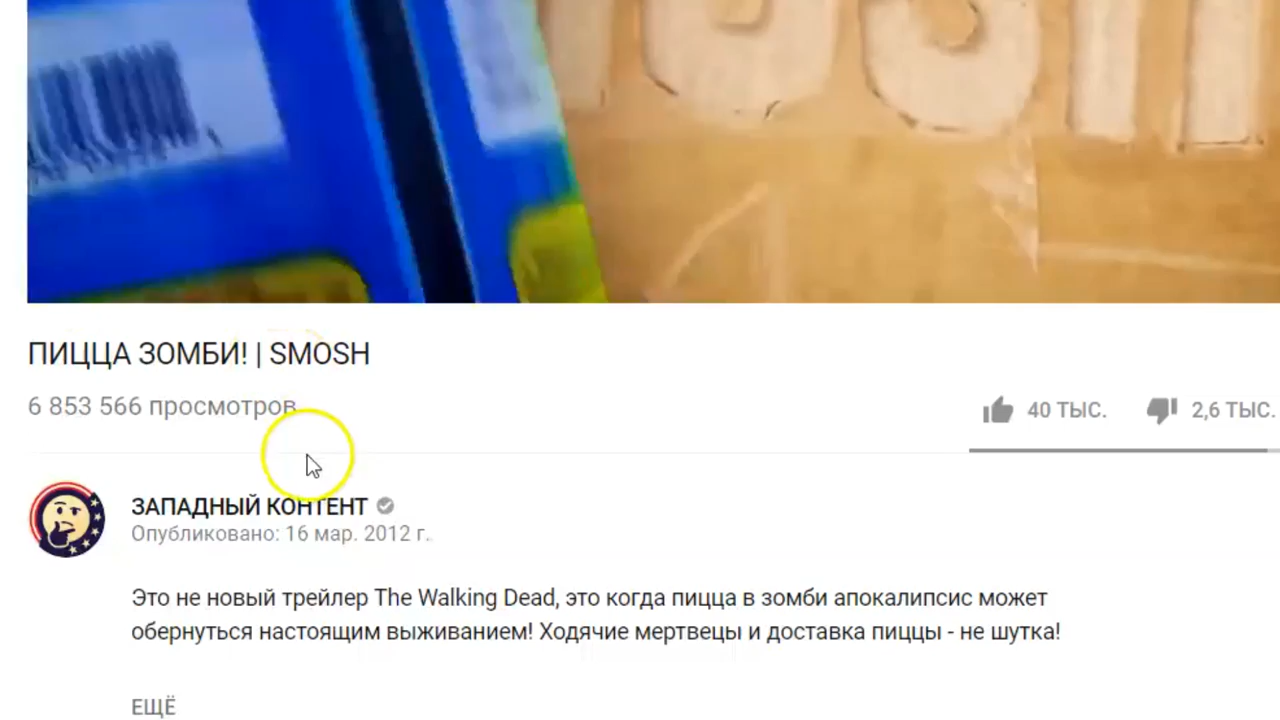 ПИЦЦА ЗОМБИ! | SMOSH
6 853 566 просмотров
40 ТЫС.
2,6 ТЫС.
ЗАПАДНЫЙ КОНТЕНТ
Опубликовано: 16 мар. 2012 г.
Это не новый трейлер The Walking Dead, это когда пицца в зомби апокалипсис может
обернуться настоящим выживанием! Ходячие мертвецы и доставка пиццы - не шутка!
ЕЩЁ